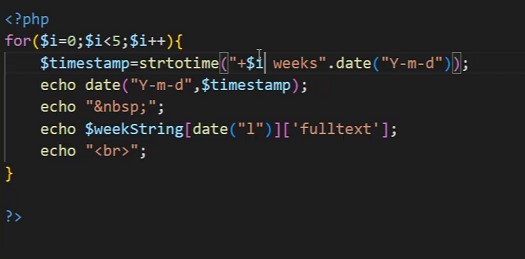 <?php
for($i=0;$i<5;$i++){
$timestamp=strtotime("+$i weeks".date("Y-m-d"));
echo date("Y-m-d",$timestamp);
echo "&nbsp;";
echo $weekString[date("l")]['fulltext'];
echo "<br>";
}
?>